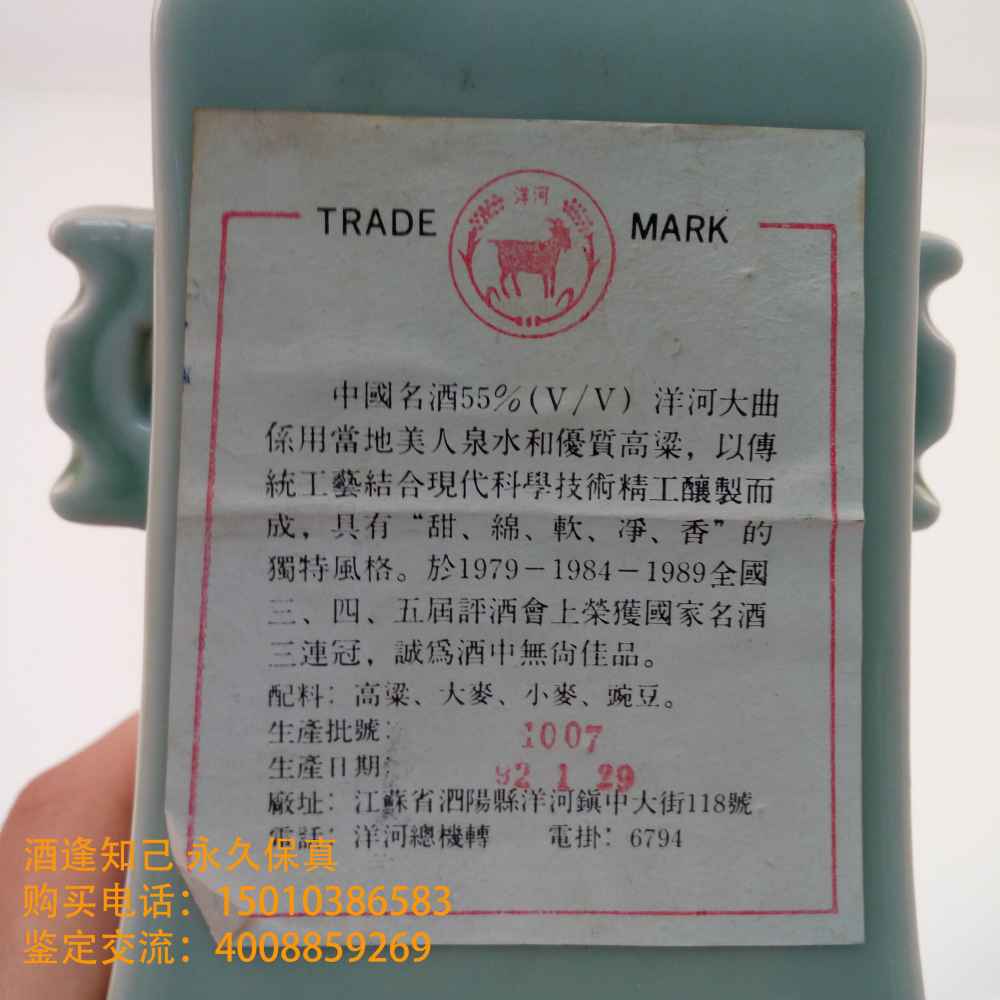 TRADE 洋河 MARK
中國名酒55%(V/V) 洋河大曲
係用當地美人泉水和優質高粱，以傳
統工藝結合現代科學技術精工釀製而
成，具有“甜、綿、軟、凈、香”的
獨特風格。於1979－1984－1989全國
三、四、五屆評酒會上榮獲國家名酒
三連冠，誠爲酒中無尙佳品。
配料：高粱、大麥、小麥、豌豆。
生產批號：1007
生產日期：92.1.29
廠址：江蘇省泗陽縣洋河鎭中大街118號
電話：洋河總機轉 電掛：6794
酒逢知己 永久保真
购买电话：15010386583
鉴定交流：4008859269